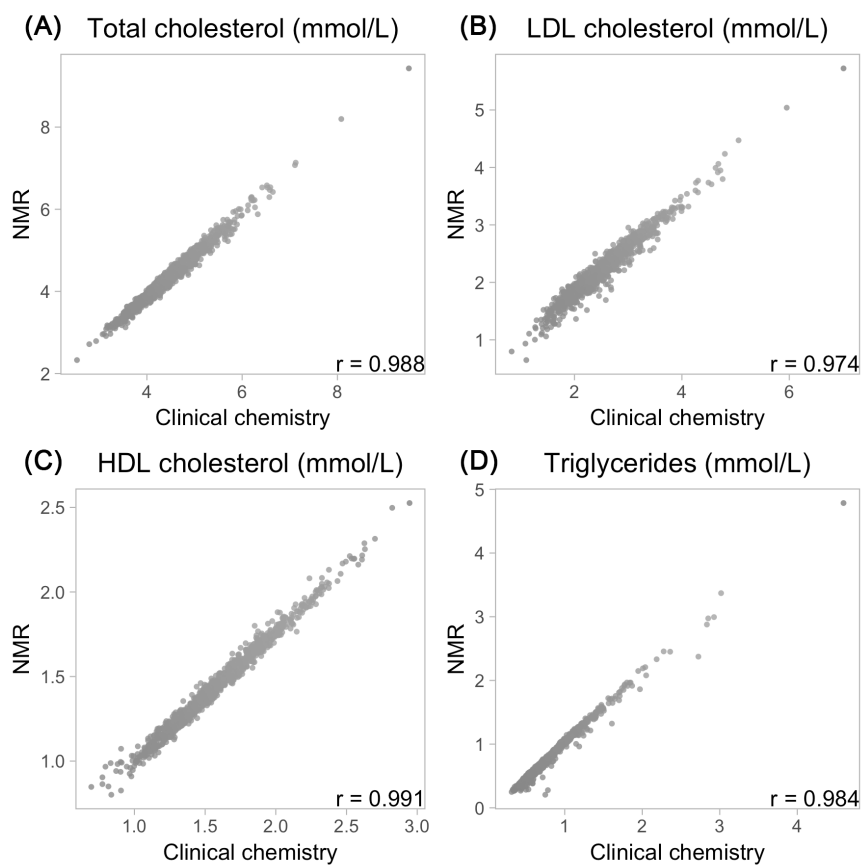 (A) Total cholesterol (mmol/L)
8
6
4
2
NMR
r = 0.988
4 6 8
Clinical chemistry
(B) LDL cholesterol (mmol/L)
5
4
3
2
1
NMR
r = 0.974
2 4 6
Clinical chemistry
(C) HDL cholesterol (mmol/L)
2.5
2.0
1.5
1.0
NMR
r = 0.991
1.0 1.5 2.0 2.5 3.0
Clinical chemistry
(D) Triglycerides (mmol/L)
5
4
3
2
1
0
NMR
r = 0.984
1 2 3 4
Clinical chemistry